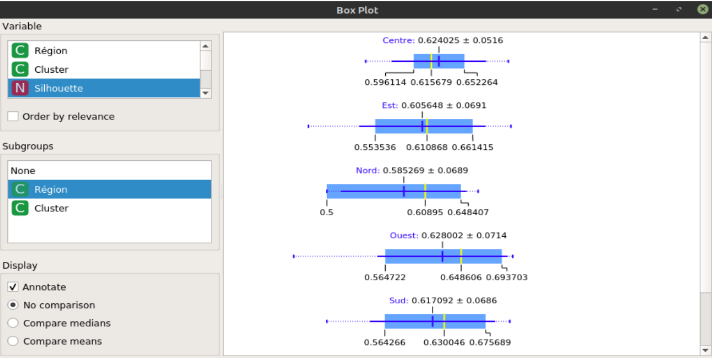 Box Plot
Variable
C Région
C Cluster
N Silhouette
Order by relevance
Subgroups
None
C Région
C Cluster
Display
Annotate
No comparison
Compare medians
Compare means
Centre: 0.624025 ± 0.0516
0.596114 0.615679 0.652264
Est: 0.605648 ± 0.0691
0.553536 0.610868 0.661415
Nord: 0.585269 ± 0.0689
0.5 0.60895 0.648407
Ouest: 0.628002 ± 0.0714
0.564722 0.648606 0.693703
Sud: 0.617092 ± 0.0686
0.564266 0.630046 0.675689